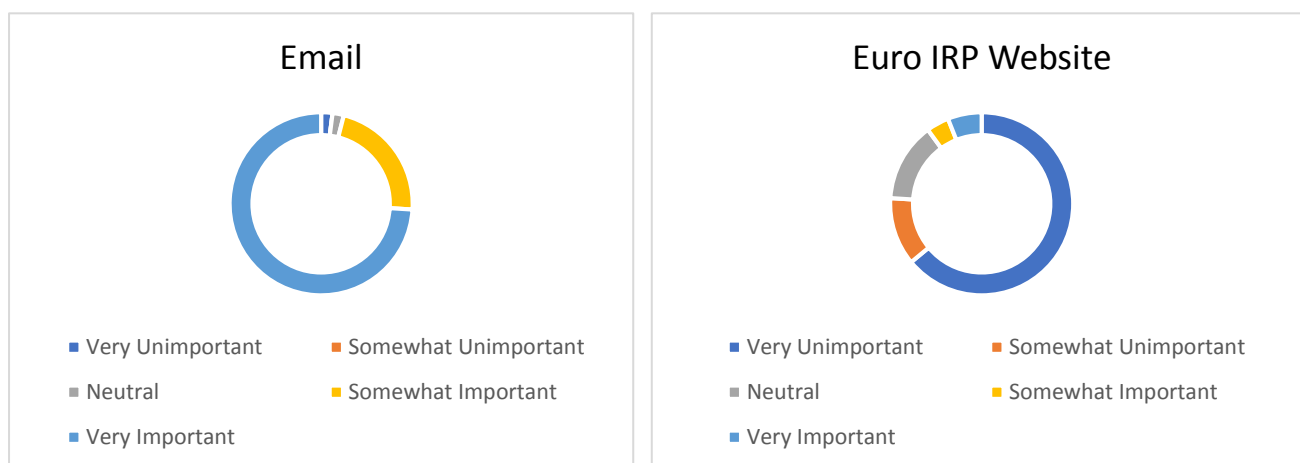 Email
Very Unimportant
Somewhat Unimportant
Neutral
Somewhat Important
Very Important
Euro IRP Website
Very Unimportant
Somewhat Unimportant
Neutral
Somewhat Important
Very Important